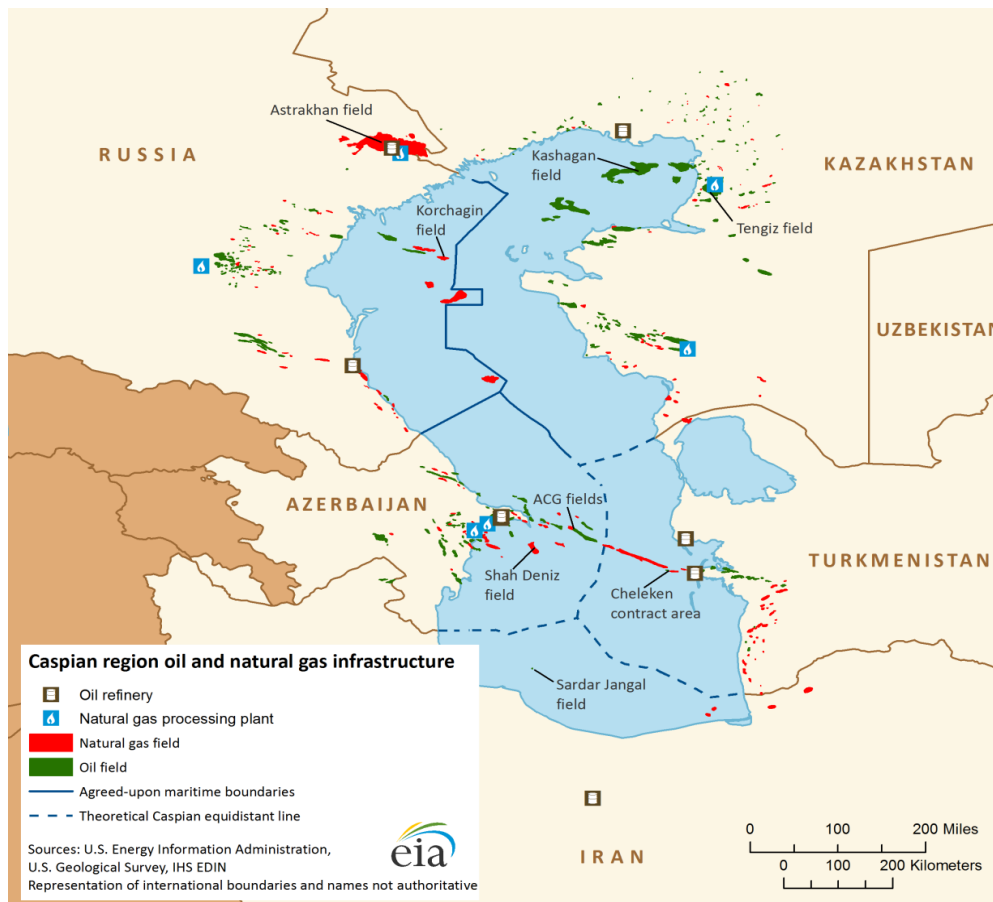 Astrakhan field
RUSSIA
Kashagan
field
KAZAKHSTAN
Korchagin
field
Tengiz field
UZBEKISTAN
AZERBAIJAN
ACG fields
TURKMENISTAN
Shah Deniz
field
Cheleken
contract area
Sardar Jangal
field
IRAN
Caspian region oil and natural gas infrastructure
Oil refinery
Natural gas processing plant
Natural gas field
Oil field
Agreed-upon maritime boundaries
Theoretical Caspian equidistant line
Sources: U.S. Energy Information Administration,
U.S. Geological Survey, IHS EDIN
Representation of international boundaries and names not authoritative
eia
0 100 200 Miles
0 100 200 Kilometers